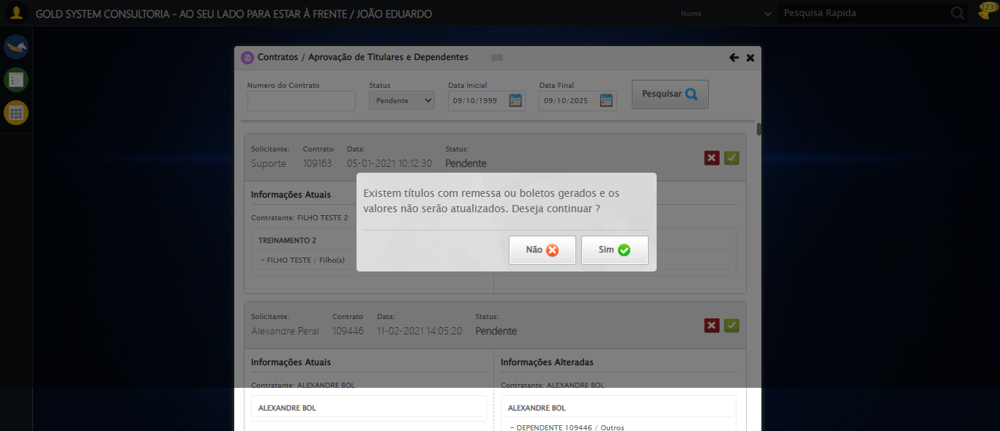 GOLD SYSTEM CONSULTORIA - AO SEU LADO PARA ESTAR À FRENTE / JOÃO EDUARDO
Nome
Pesquisa Rapida
Contratos / Aprovação de Titulares e Dependentes
Numero do Contrato
Status
Data Inicial
Data Final
Pendente
09/10/1999
09/10/2025
Pesquisar
Solicitante: Contrato Data: Status:
Suporte 109163 05-01-2021 10:12:30 Pendente
Existem títulos com remessa ou boletos gerados e os
valores não serão atualizados. Deseja continuar ?
Não
Sim
Informações Atuais
Contratante: FILHO TESTE 2
TREINAMENTO 2
- FILHO TESTE / Filho(s)
Solicitante: Contrato Data: Status:
Alexandre Peral 109446 11-02-2021 14:05:20 Pendente
Informações Atuais
Contratante: ALEXANDRE BOL
ALEXANDRE BOL
Informações Alteradas
Contratante: ALEXANDRE BOL
ALEXANDRE BOL
- DEPENDENTE 109446 / Outros